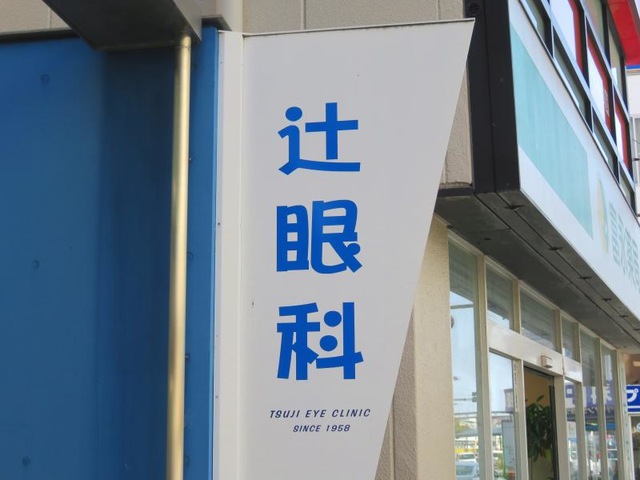 辻
眼
科
TSUJI EYE CLINIC
SINCE 1958